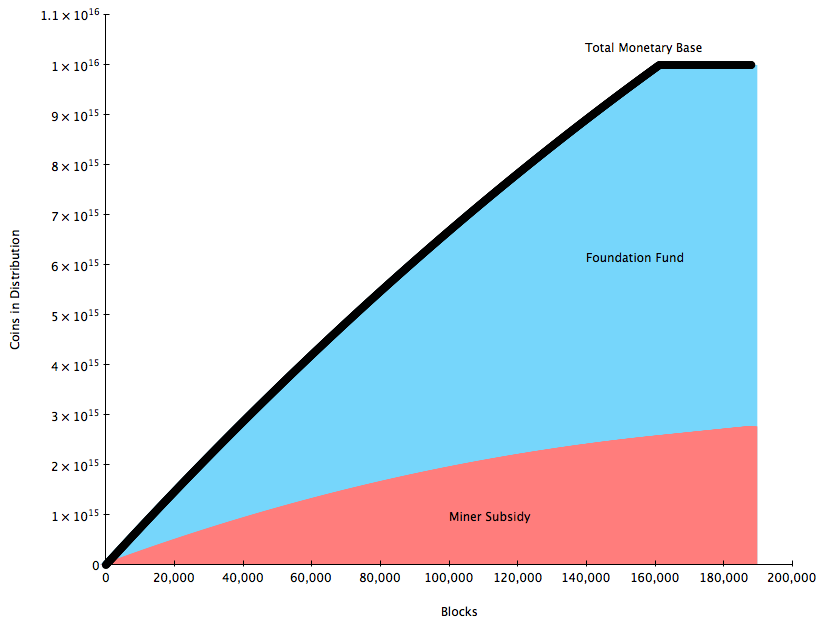 1.1 × 10¹⁶
Total Monetary Base
1 × 10¹⁶
9 × 10¹⁵
8 × 10¹⁵
7 × 10¹⁵
6 × 10¹⁵
Foundation Fund
Coins in Distribution
5 × 10¹⁵
4 × 10¹⁵
3 × 10¹⁵
2 × 10¹⁵
1 × 10¹⁵
Miner Subsidy
0
0 20,000 40,000 60,000 80,000 100,000 120,000 140,000 160,000 180,000 200,000
Blocks